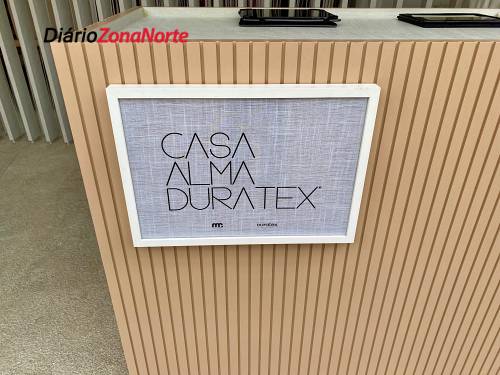 DiárioZonaNorte
CASA
ALMA
DURATEX